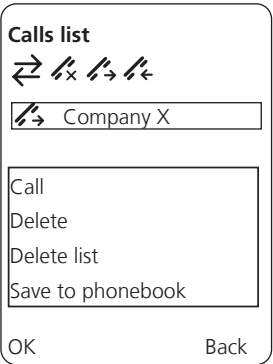 Calls list
Company X
Call
Delete
Delete list
Save to phonebook
OK Back